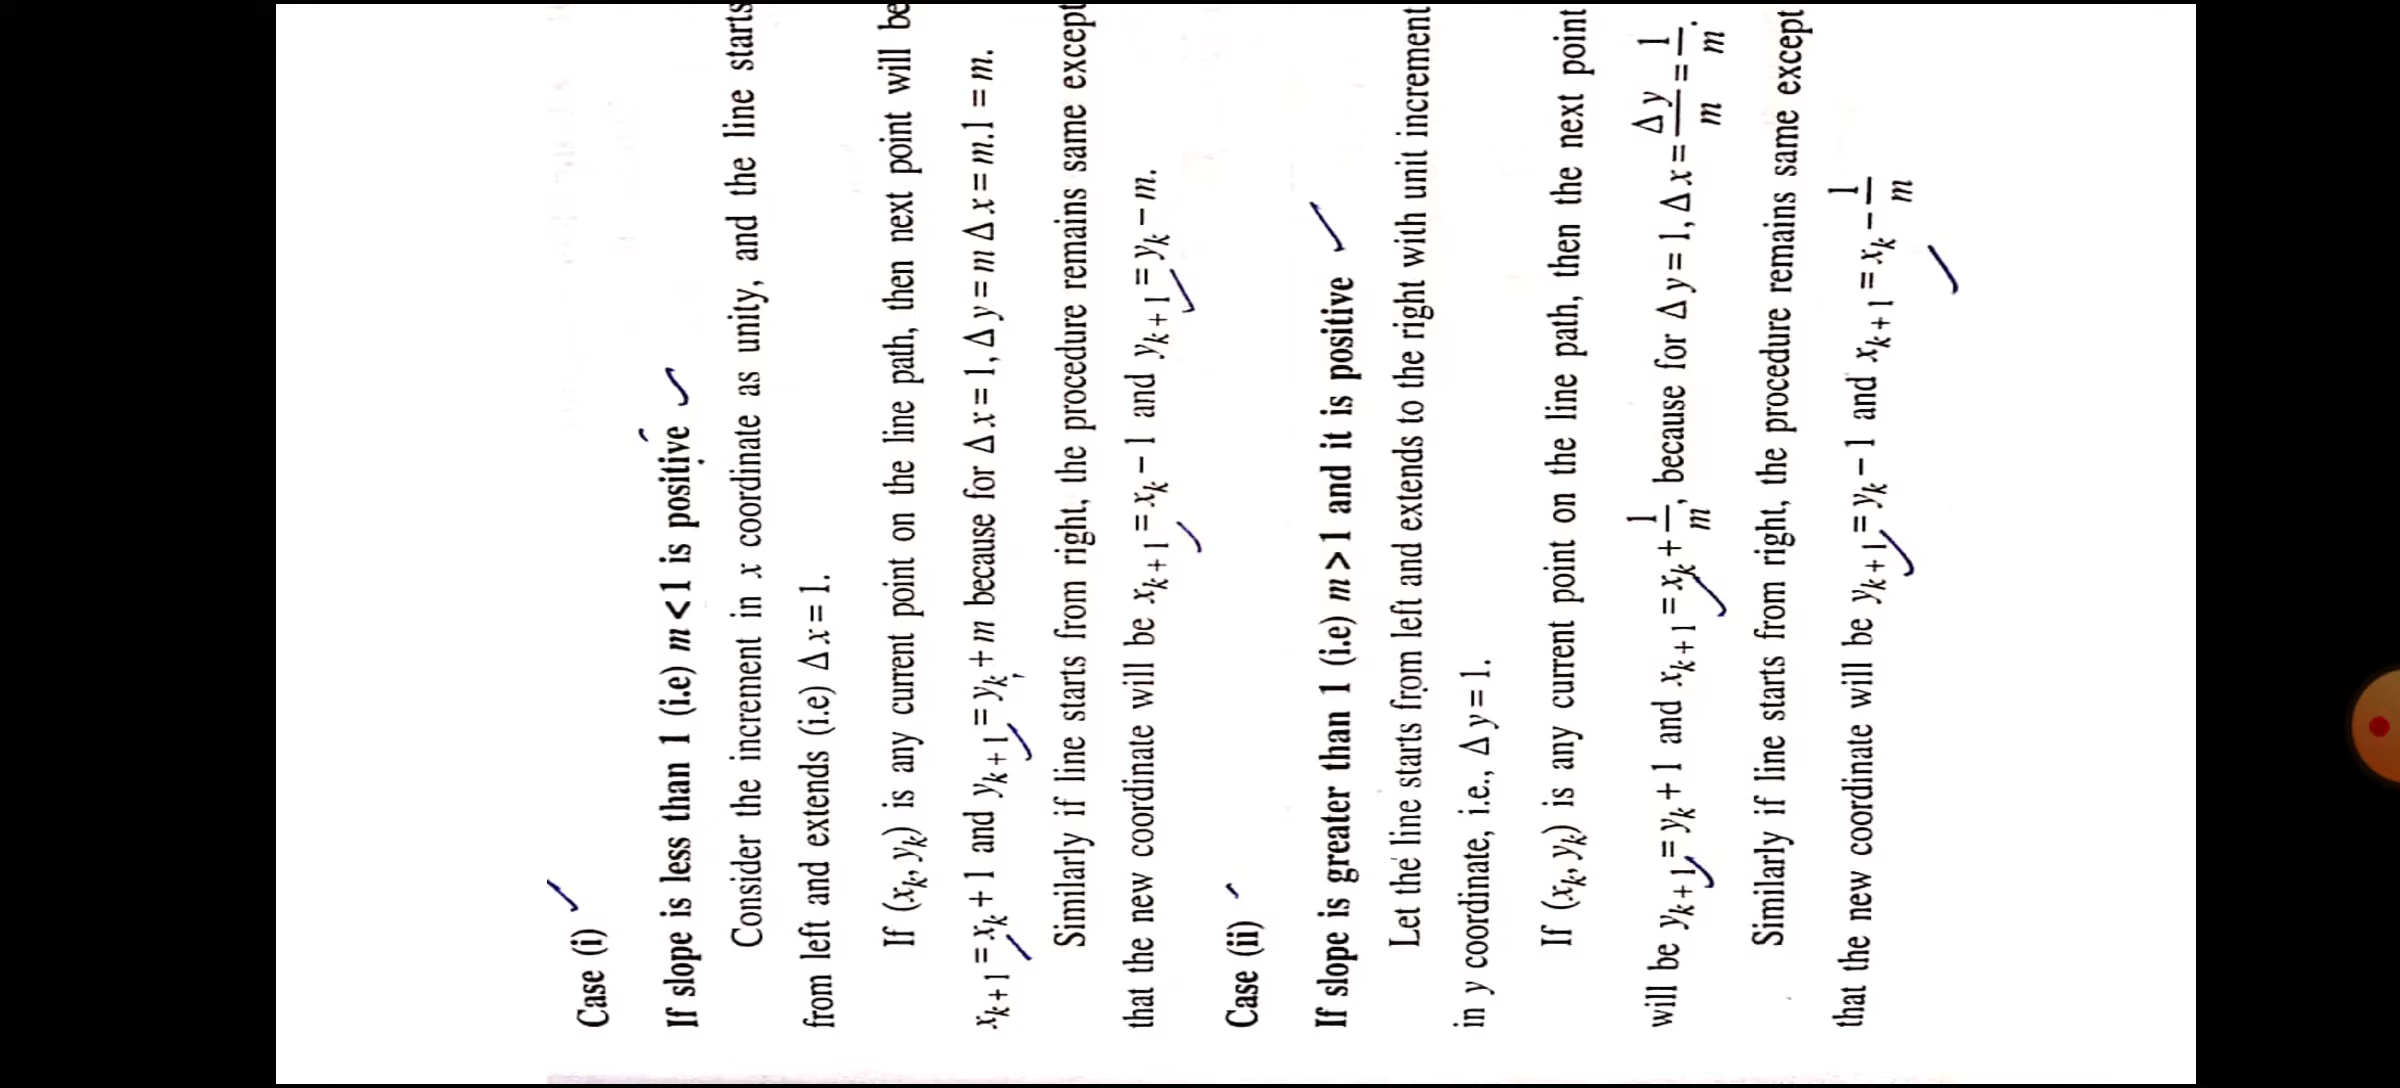 Case (i)
If slope is less than 1 (i.e) m < 1 is positive
Consider the increment in x coordinate as unity, and the line starts
from left and extends (i.e) Δx = 1.
If (xₖ, yₖ) is any current point on the line path, then next point will be
xₖ₊₁ = xₖ + 1 and yₖ₊₁ = yₖ + m because for Δx = 1, Δy = m Δx = m.1 = m.
Similarly if line starts from right, the procedure remains same except
that the new coordinate will be xₖ₊₁ = xₖ − 1 and yₖ₊₁ = yₖ − m.
Case (ii)
If slope is greater than 1 (i.e) m > 1 and it is positive
Let the line starts from left and extends to the right with unit increment
in y coordinate, i.e., Δy = 1.
If (xₖ, yₖ) is any current point on the line path, then the next point
will be yₖ₊₁ = yₖ + 1 and xₖ₊₁ = xₖ + 1/m, because for Δy = 1, Δx = Δy/m = 1/m.
Similarly if line starts from right, the procedure remains same except
that the new coordinate will be yₖ₊₁ = yₖ − 1 and xₖ₊₁ = xₖ − 1/m